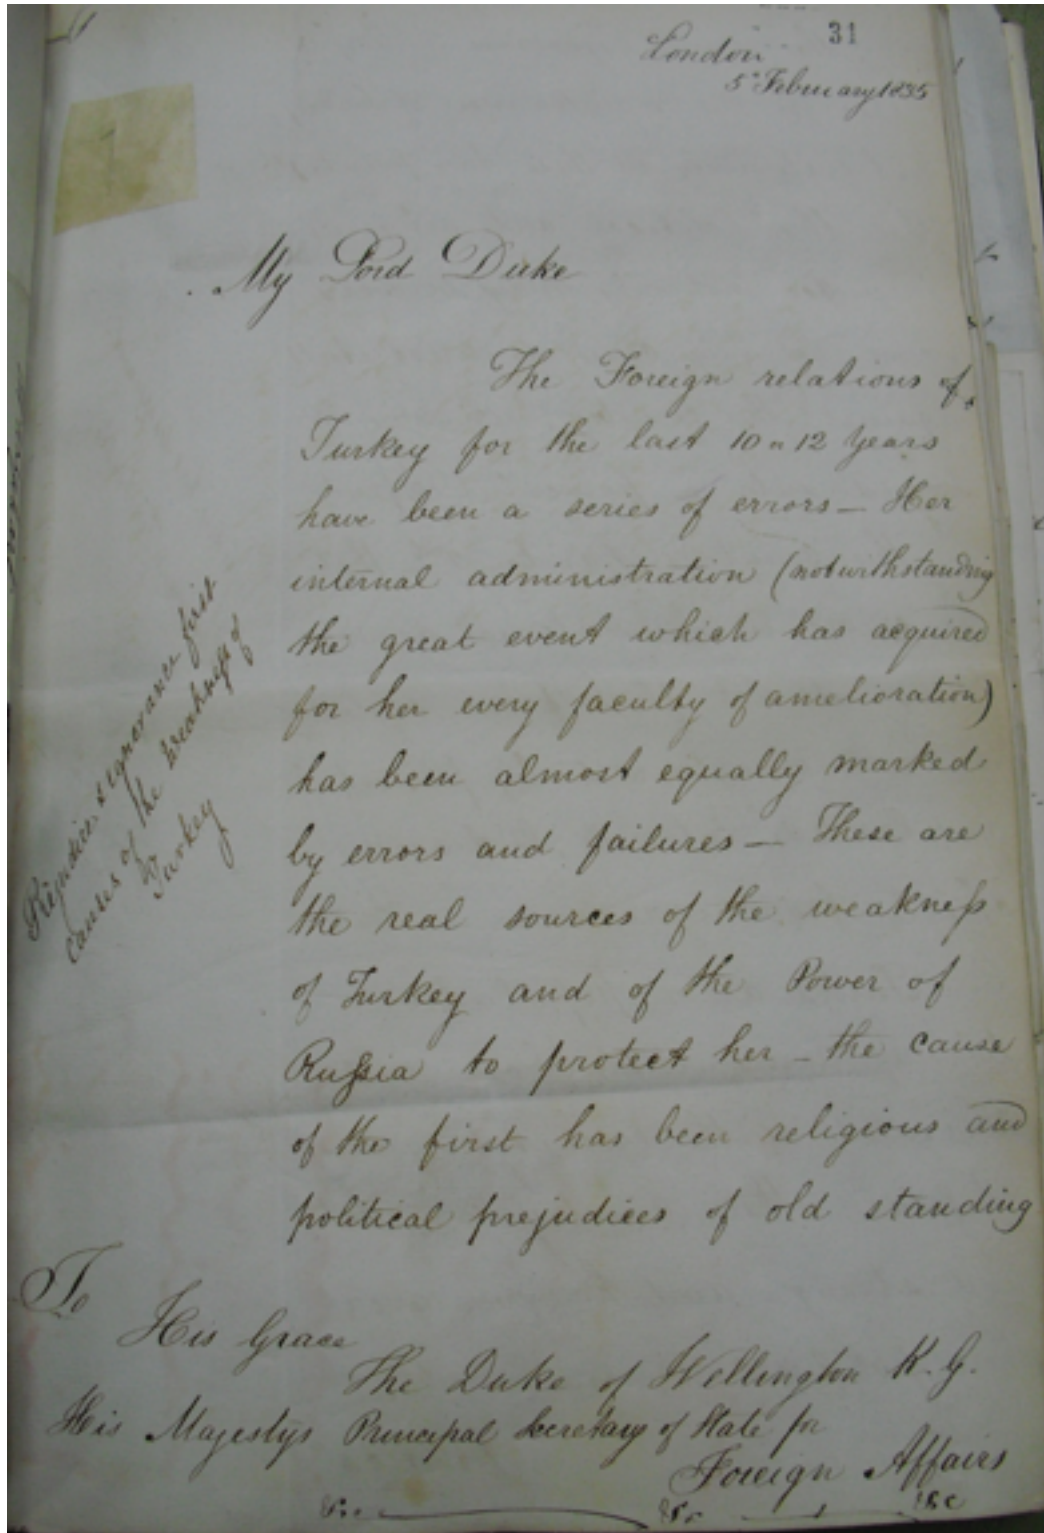 31
London
5th February 1835
My Lord Duke
The Foreign relations of
Turkey for the last 10 or 12 years
have been a series of errors — Her
internal administration (notwithstanding
the great event which has acquired
for her every faculty of amelioration)
has been almost equally marked
by errors and failures — These are
the real sources of the weakness
of Turkey and of the Power of
Russia to protect her — the cause
of the first has been religious and
political prejudices of old standing
Prejudices & ignorance first
causes of the weakness of
Turkey
To
His Grace
The Duke of Wellington K.G.
His Majestys Principal Secretary of State for
Foreign Affairs
&c &c &c